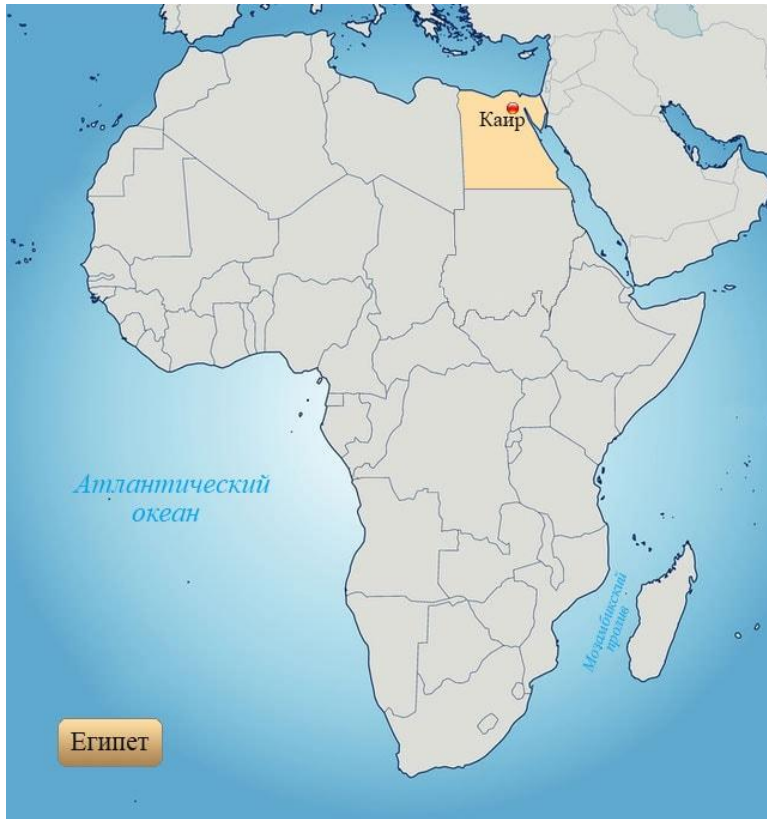 Каир
Атлантический
океан
Мозамбикский
пролив
Египет